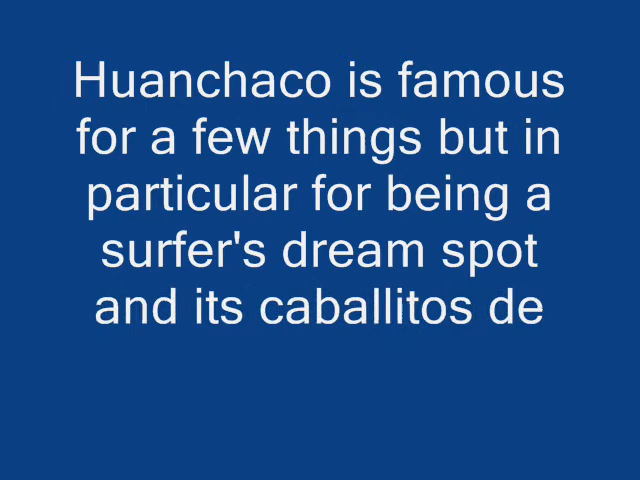 Huanchaco is famous
for a few things but in
particular for being a
surfer's dream spot
and its caballitos de